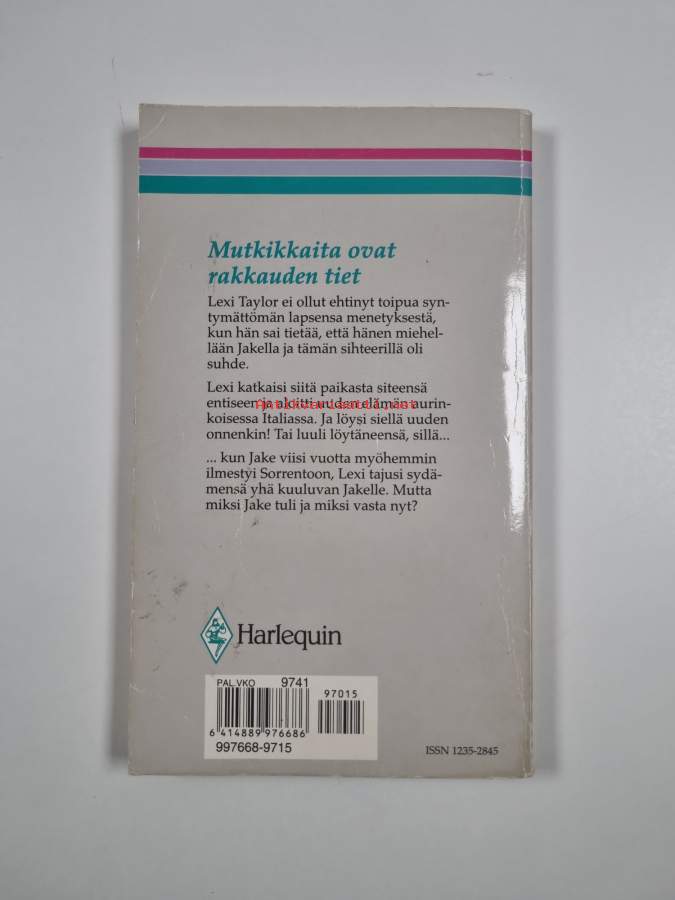 Mutkikkaita ovat
rakkauden tiet
Lexi Taylor ei ollut ehtinyt toipua syn-
tymättömän lapsensa menetyksestä,
kun hän sai tietää, että hänen miehel-
lään Jakella ja tämän sihteerillä oli
suhde.
Lexi katkaisi siitä paikasta siteensä
entiseen ja aloitti uuden elämän aurin-
Antikvariaatti.net
koisessa Italiassa. Ja löysi siellä uuden
onnenkin! Tai luuli löytäneensä, sillä...
... kun Jake viisi vuotta myöhemmin
ilmestyi Sorrentoon, Lexi tajusi sydä-
mensä yhä kuuluvan Jakelle. Mutta
miksi Jake tuli ja miksi vasta nyt?
Harlequin
PAL.VKO 9741
97015
6 414889 976686
997668-9715
ISSN 1235-2845